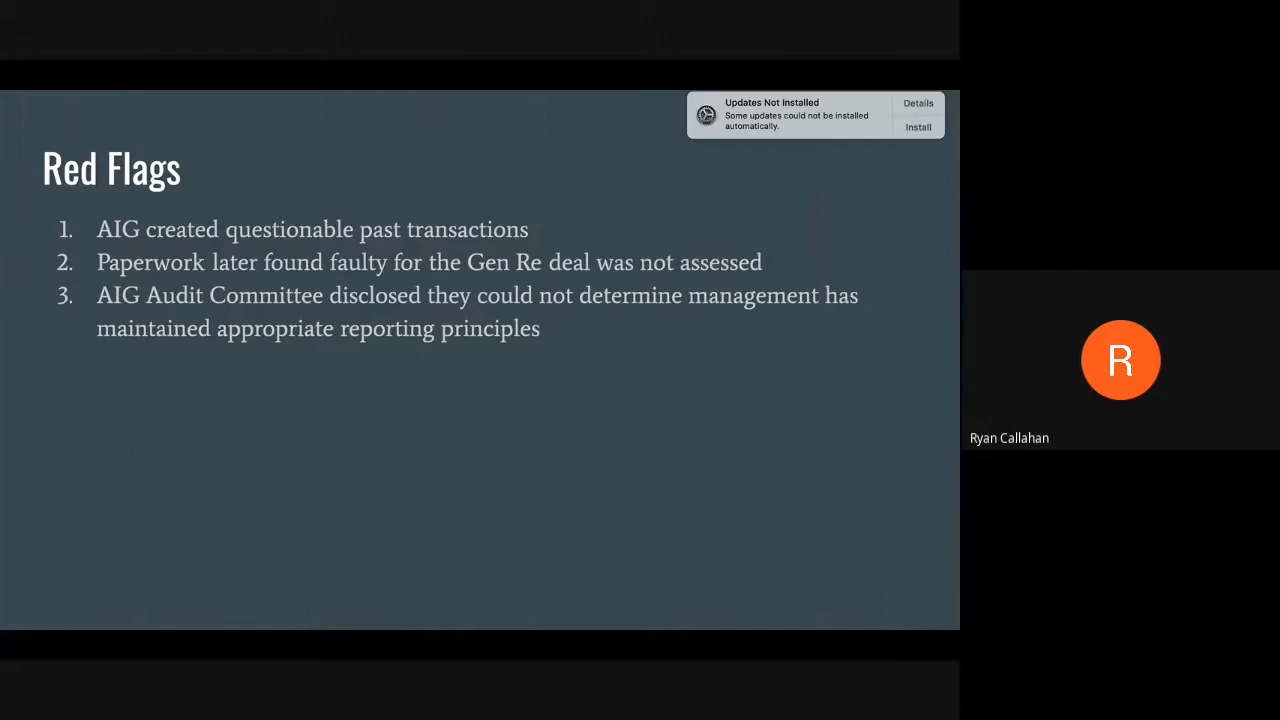 Updates Not Installed
Some updates could not be installed
automatically.
Details
Install
Red Flags
1. AIG created questionable past transactions
2. Paperwork later found faulty for the Gen Re deal was not assessed
3. AIG Audit Committee disclosed they could not determine management has
maintained appropriate reporting principles
R
Ryan Callahan